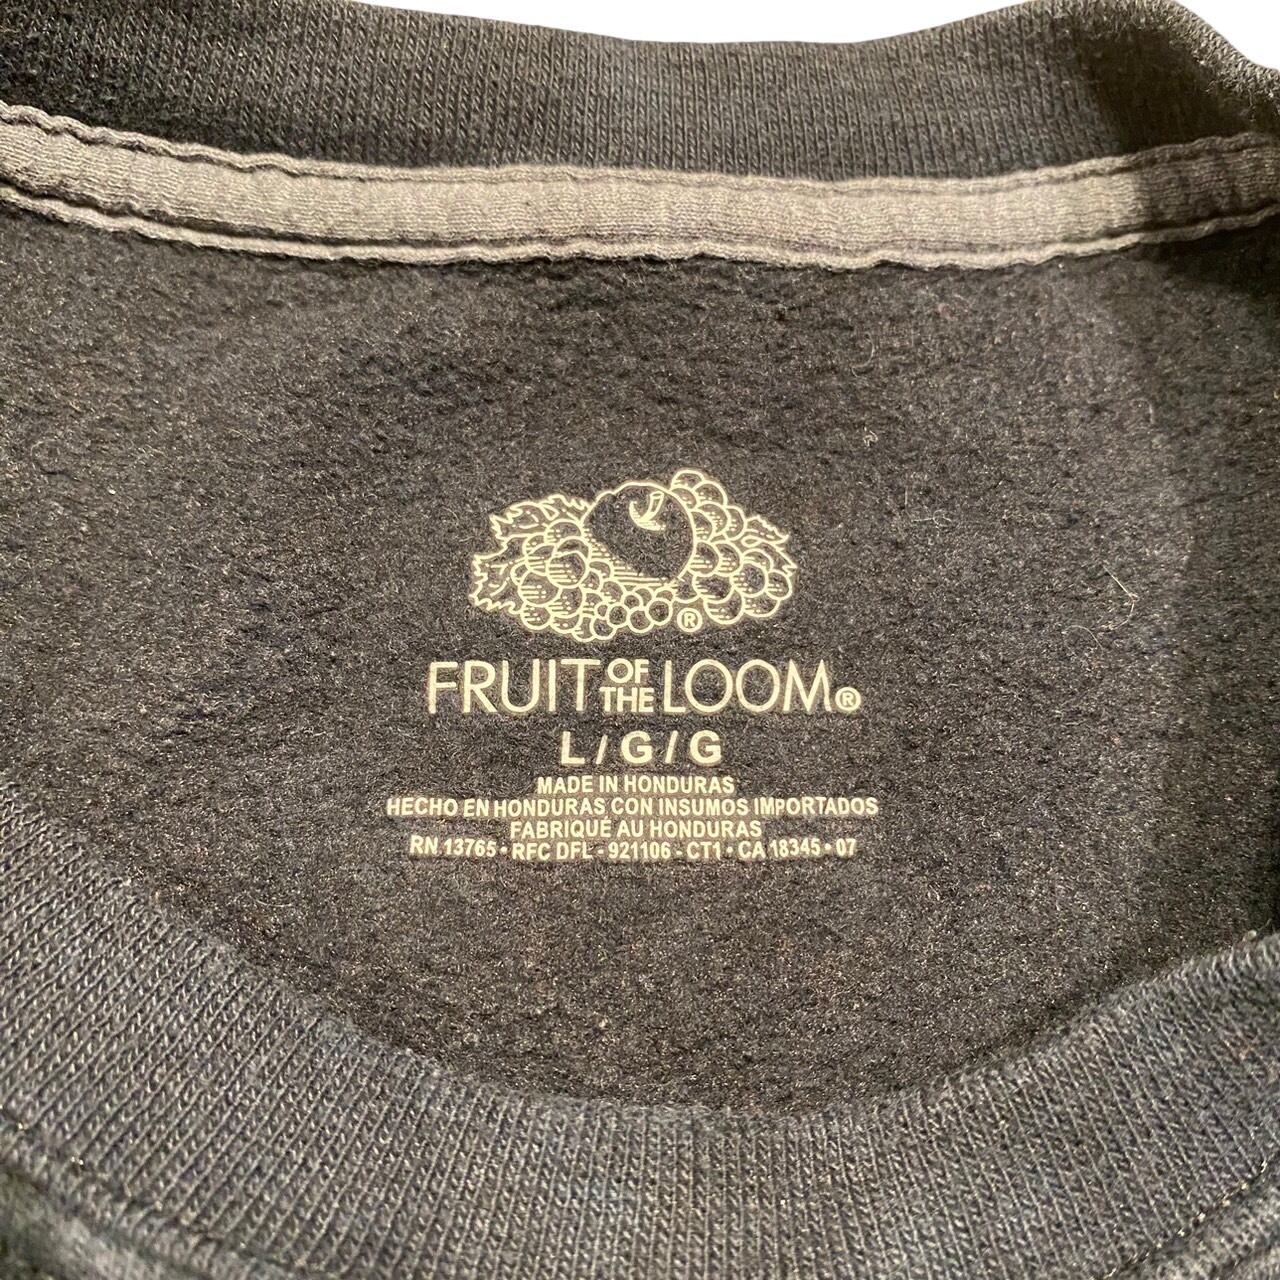 ®
FRUIT OF THE LOOM®
L / G / G
MADE IN HONDURAS
HECHO EN HONDURAS CON INSUMOS IMPORTADOS
FABRIQUÉ AU HONDURAS
RN 13765 • RFC DFL - 921106 - CT1 • CA 18345 • 07